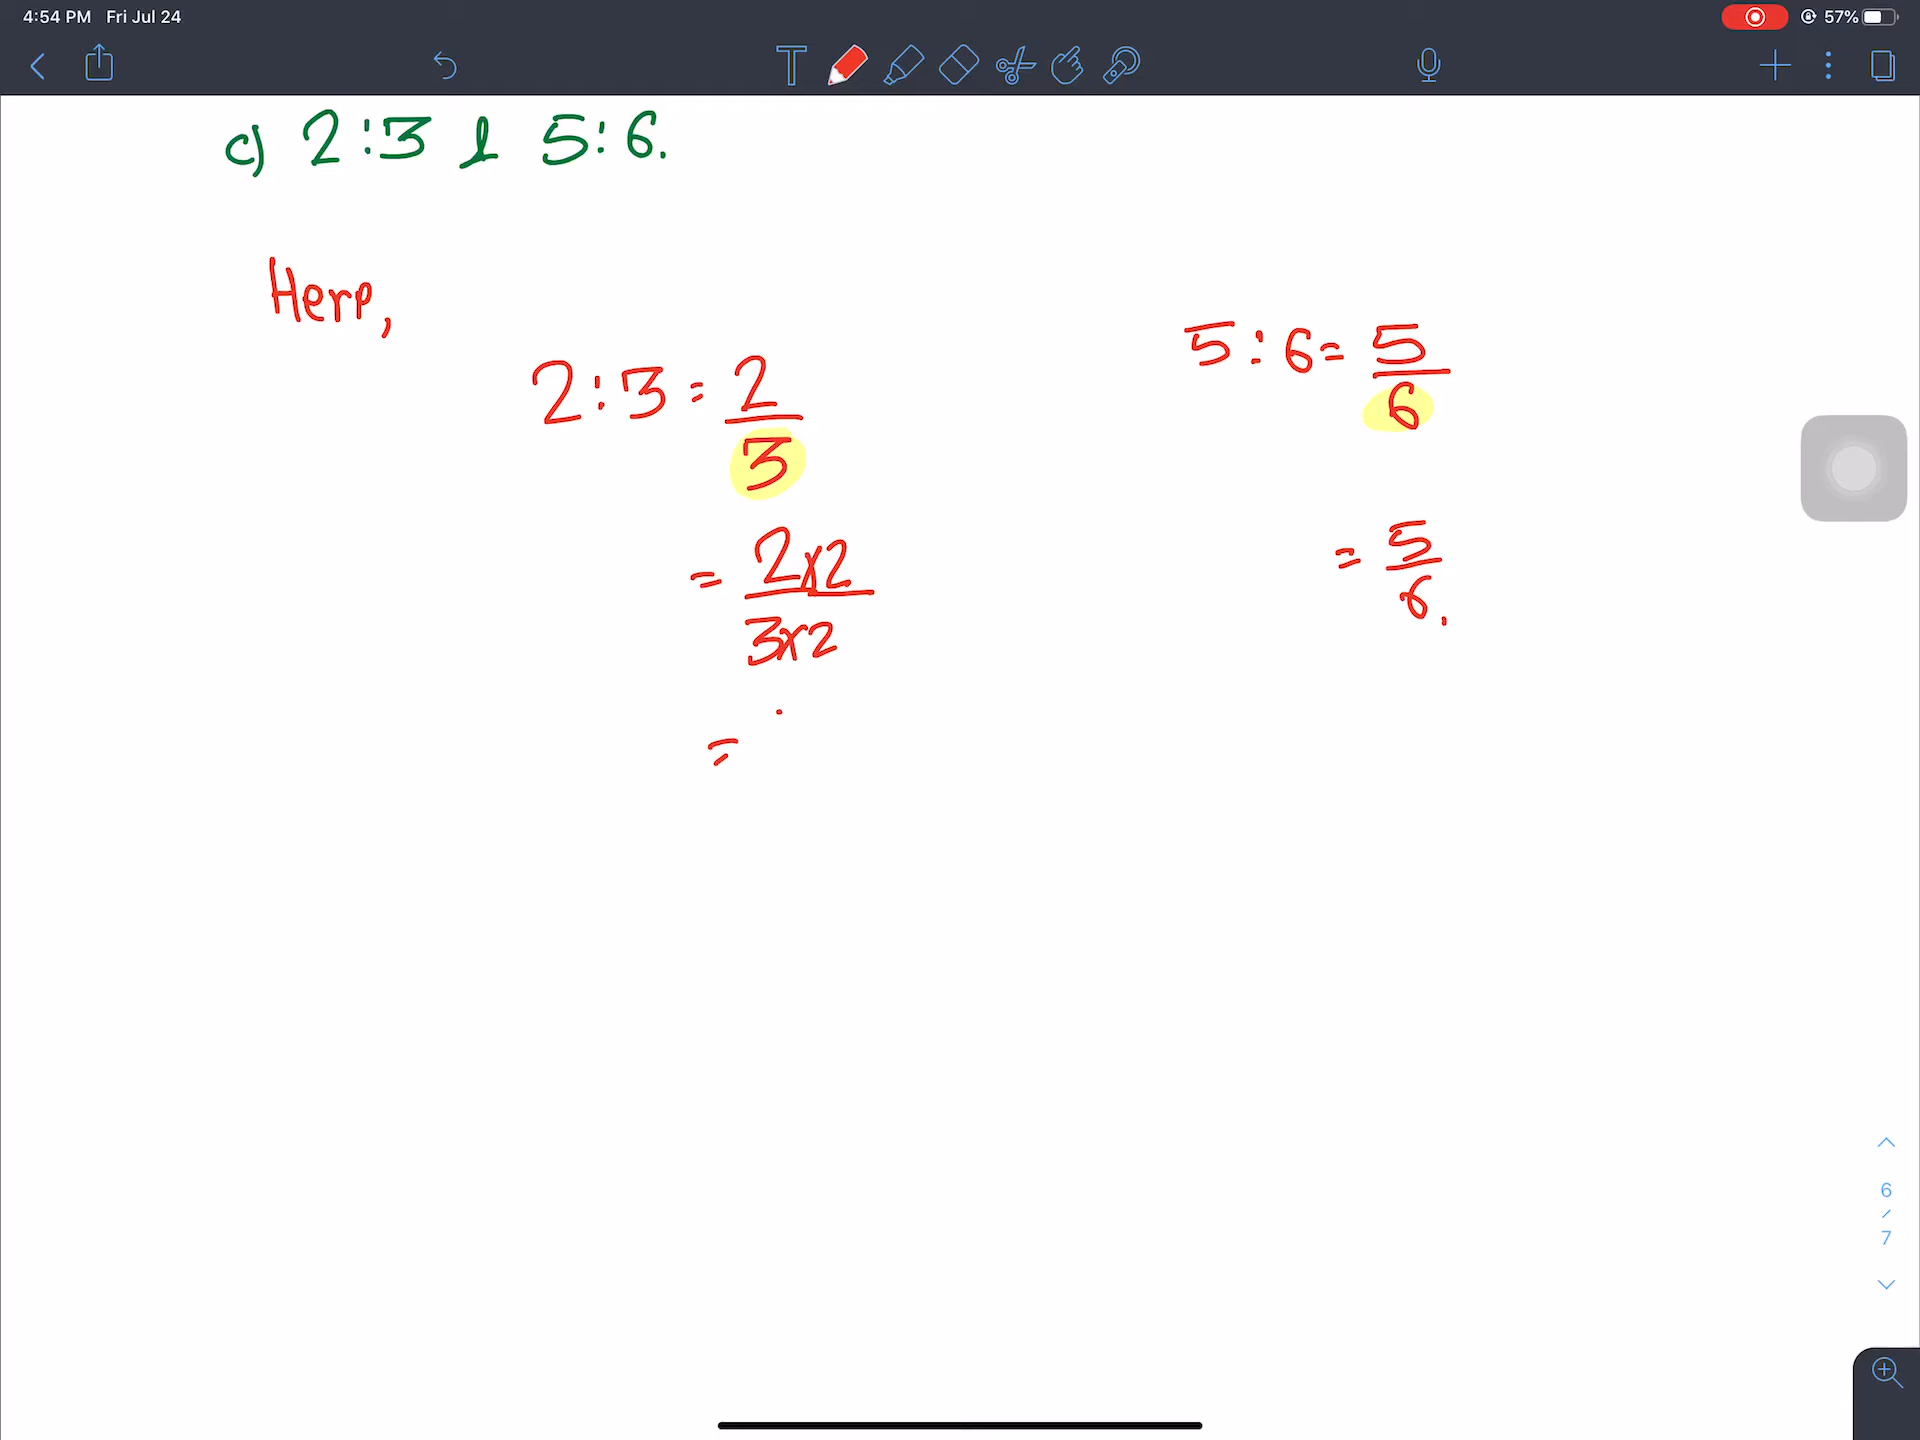 4:54 PM Fri Jul 24
57%
c) 2:3 & 5:6.
Here,
2:3 = 2/3
= 2x2/3x2
=
5:6 = 5/6
= 5/6.
6
/
7